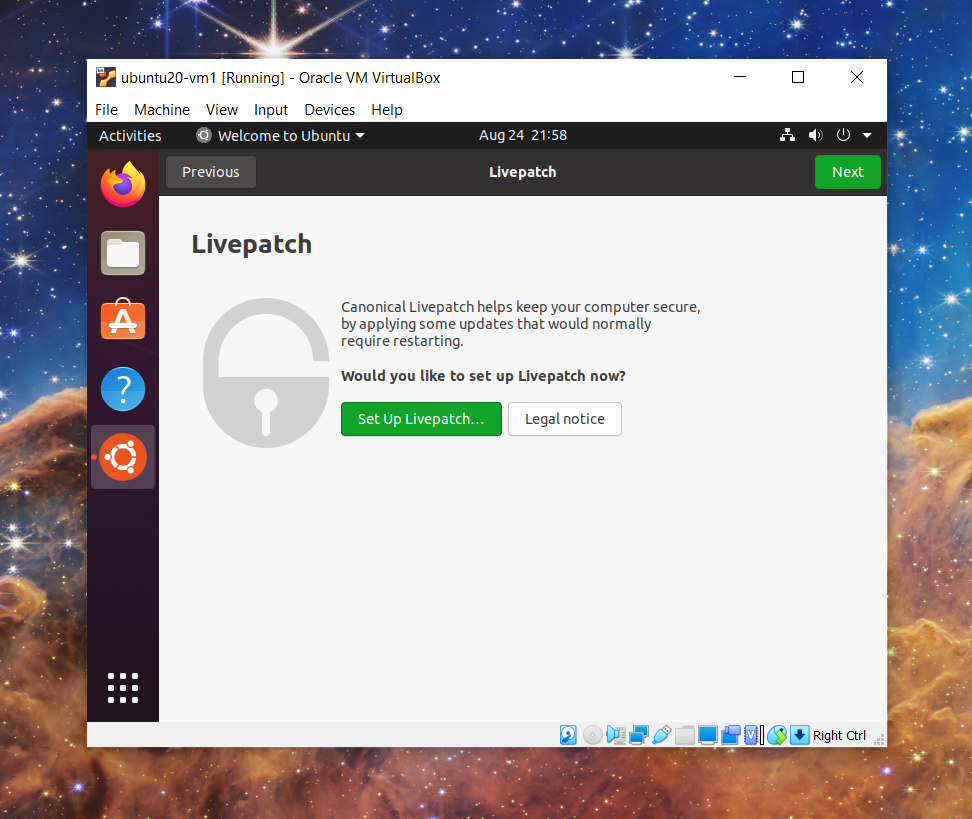 ubuntu20-vm1 [Running] - Oracle VM VirtualBox
File Machine View Input Devices Help
Activities Welcome to Ubuntu Aug 24 21:58
Previous Livepatch Next
Livepatch
Canonical Livepatch helps keep your computer secure,
by applying some updates that would normally
require restarting.
Would you like to set up Livepatch now?
Set Up Livepatch… Legal notice
Right Ctrl